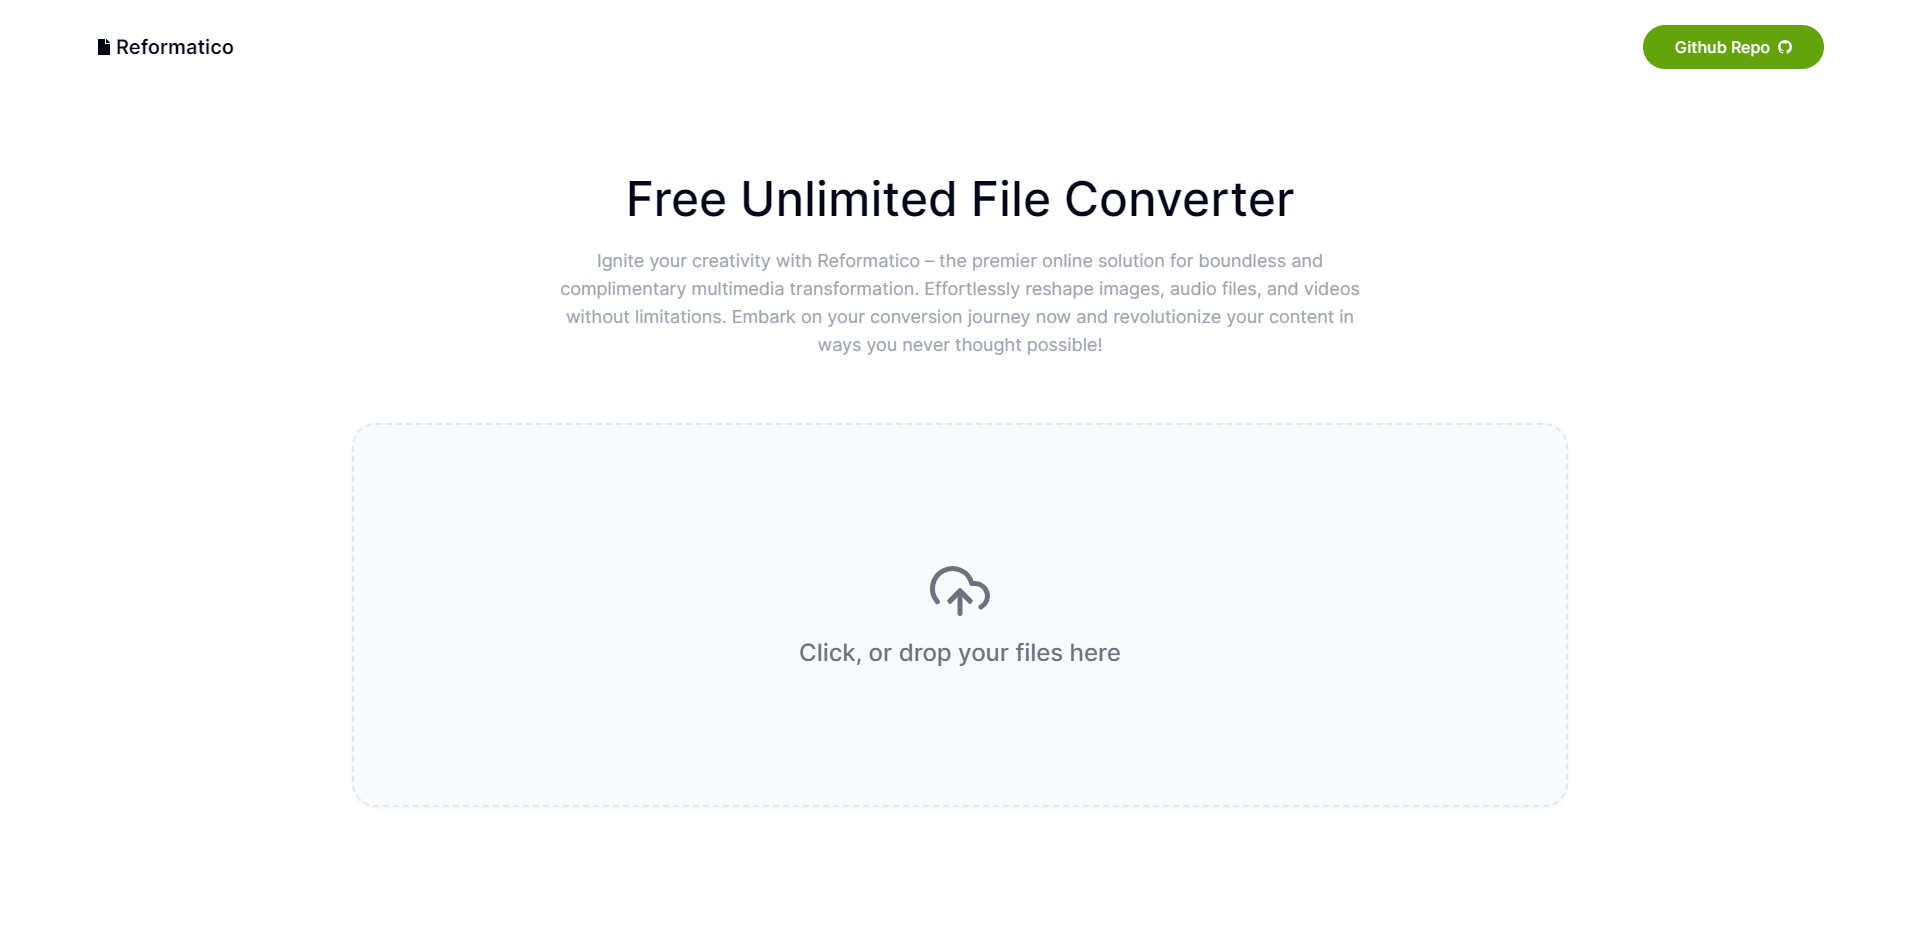 Reformatico
Github Repo
Free Unlimited File Converter
Ignite your creativity with Reformatico – the premier online solution for boundless and
complimentary multimedia transformation. Effortlessly reshape images, audio files, and videos
without limitations. Embark on your conversion journey now and revolutionize your content in
ways you never thought possible!
Click, or drop your files here